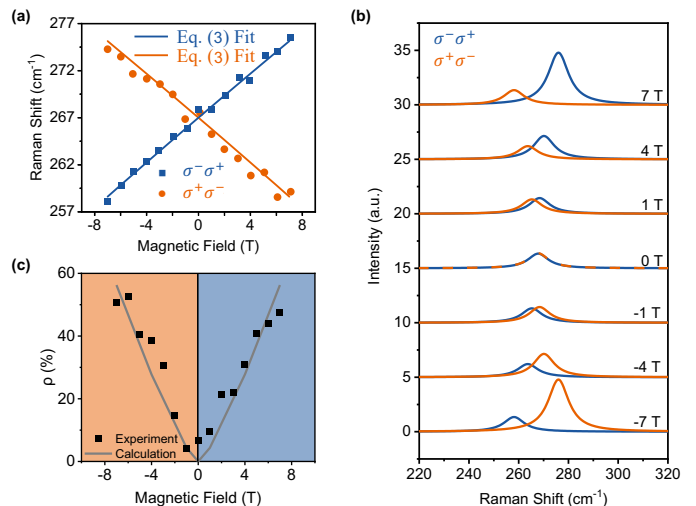 (a)
277
272
267
262
257
Raman Shift (cm⁻¹)
Eq. (3) Fit
Eq. (3) Fit
σ⁻σ⁺
σ⁺σ⁻
-8 -4 0 4 8
Magnetic Field (T)
(b)
σ⁻σ⁺
σ⁺σ⁻
35
30
25
20
15
10
5
0
Intensity (a.u.)
7 T
4 T
1 T
0 T
-1 T
-4 T
-7 T
220 240 260 280 300 320
Raman Shift (cm⁻¹)
(c)
60
40
20
0
ρ (%)
Experiment
Calculation
-8 -4 0 4 8
Magnetic Field (T)